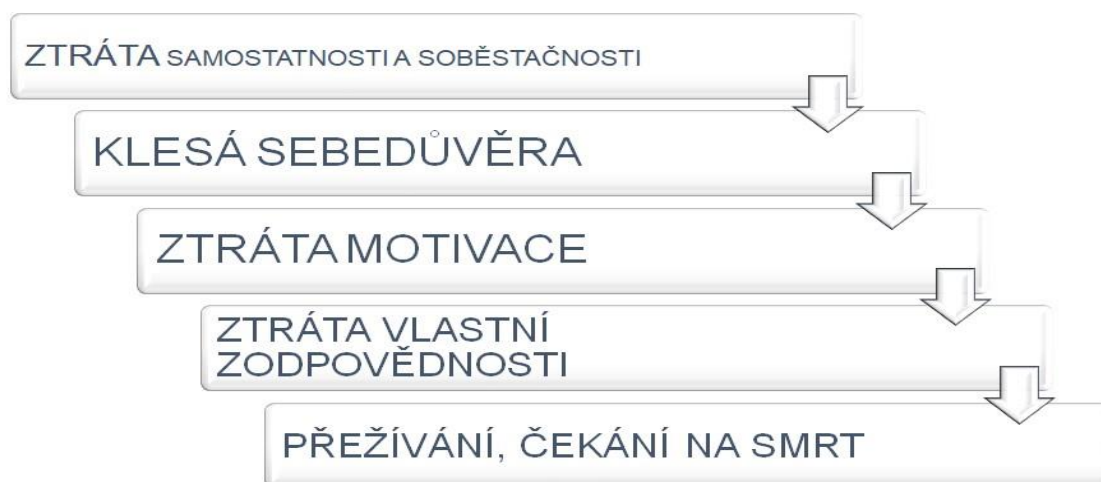 ZTRÁTA SAMOSTATNOSTI A SOBĚSTAČNOSTI
KLESÁ SEBEDŮVĚRA
ZTRÁTA MOTIVACE
ZTRÁTA VLASTNÍ
ZODPOVĚDNOSTI
PŘEŽÍVÁNÍ, ČEKÁNÍ NA SMRT